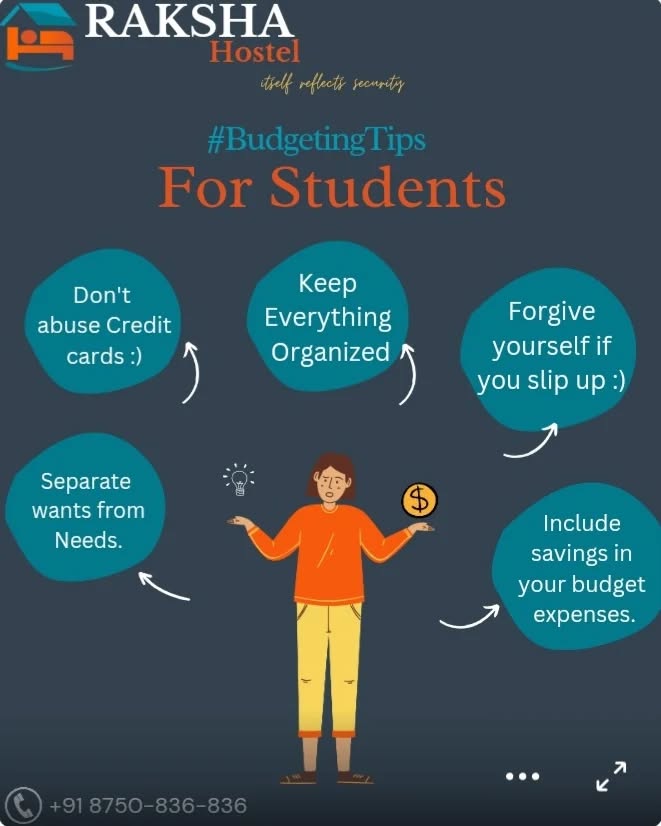 RAKSHA
Hostel
itself reflects security
#BudgetingTips
For Students
Don't
abuse Credit
cards :)
Keep
Everything
Organized
Forgive
yourself if
you slip up :)
Separate
wants from
Needs.
$
Include
savings in
your budget
expenses.
+91 8750-836-836